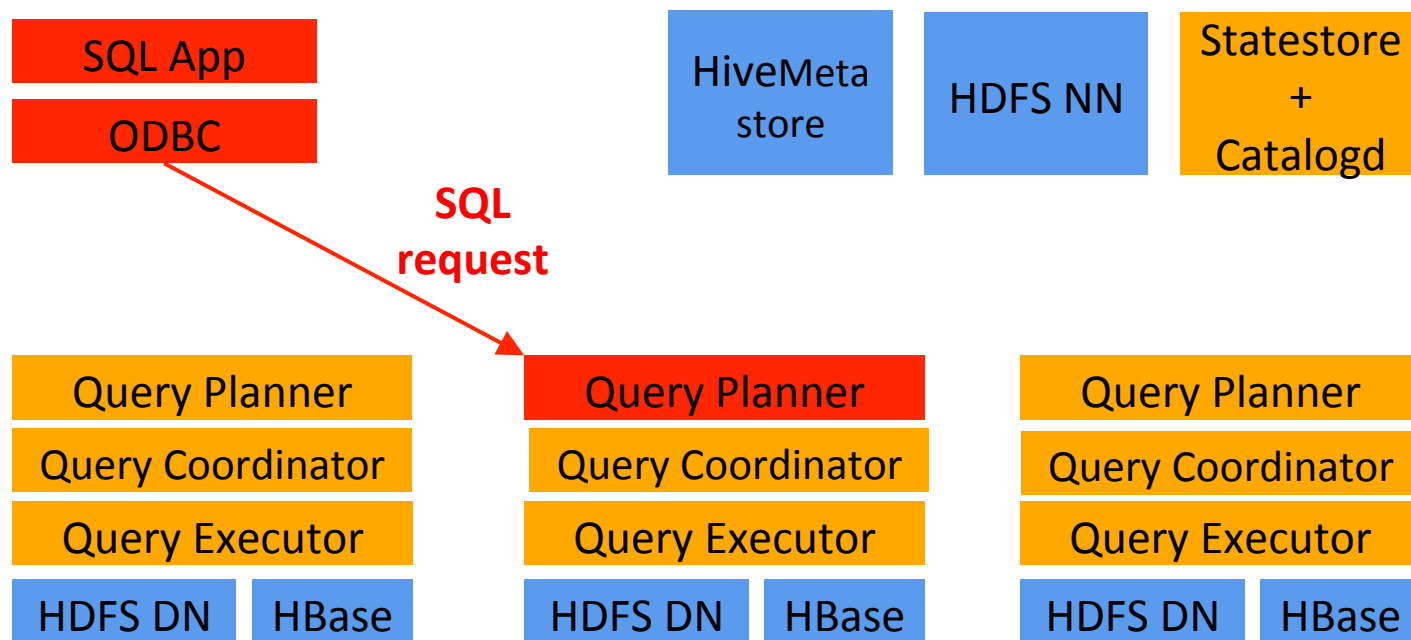 SQL App
ODBC
HiveMeta
store
HDFS NN
Statestore
+
Catalogd
SQL
request
Query Planner
Query Coordinator
Query Executor
HDFS DN
HBase
Query Planner
Query Coordinator
Query Executor
HDFS DN
HBase
Query Planner
Query Coordinator
Query Executor
HDFS DN
HBase